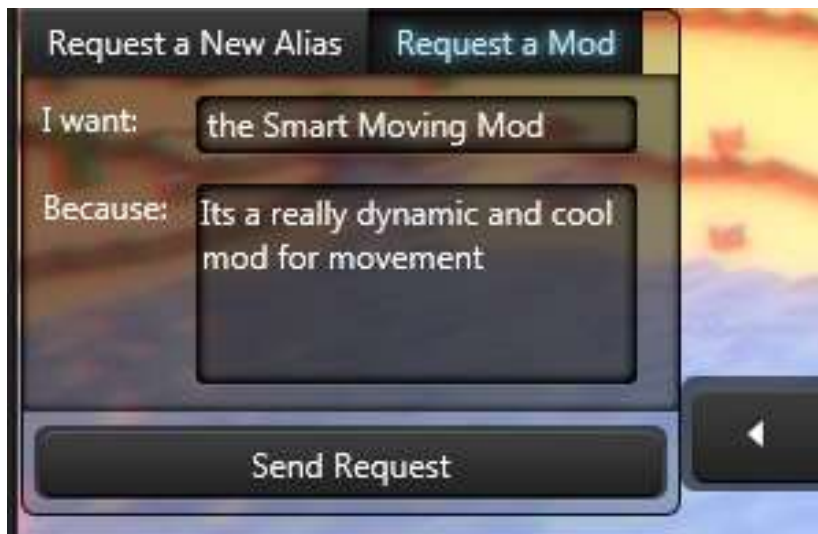 Request a New Alias Request a Mod
I want: the Smart Moving Mod
Because: Its a really dynamic and cool
mod for movement
Send Request